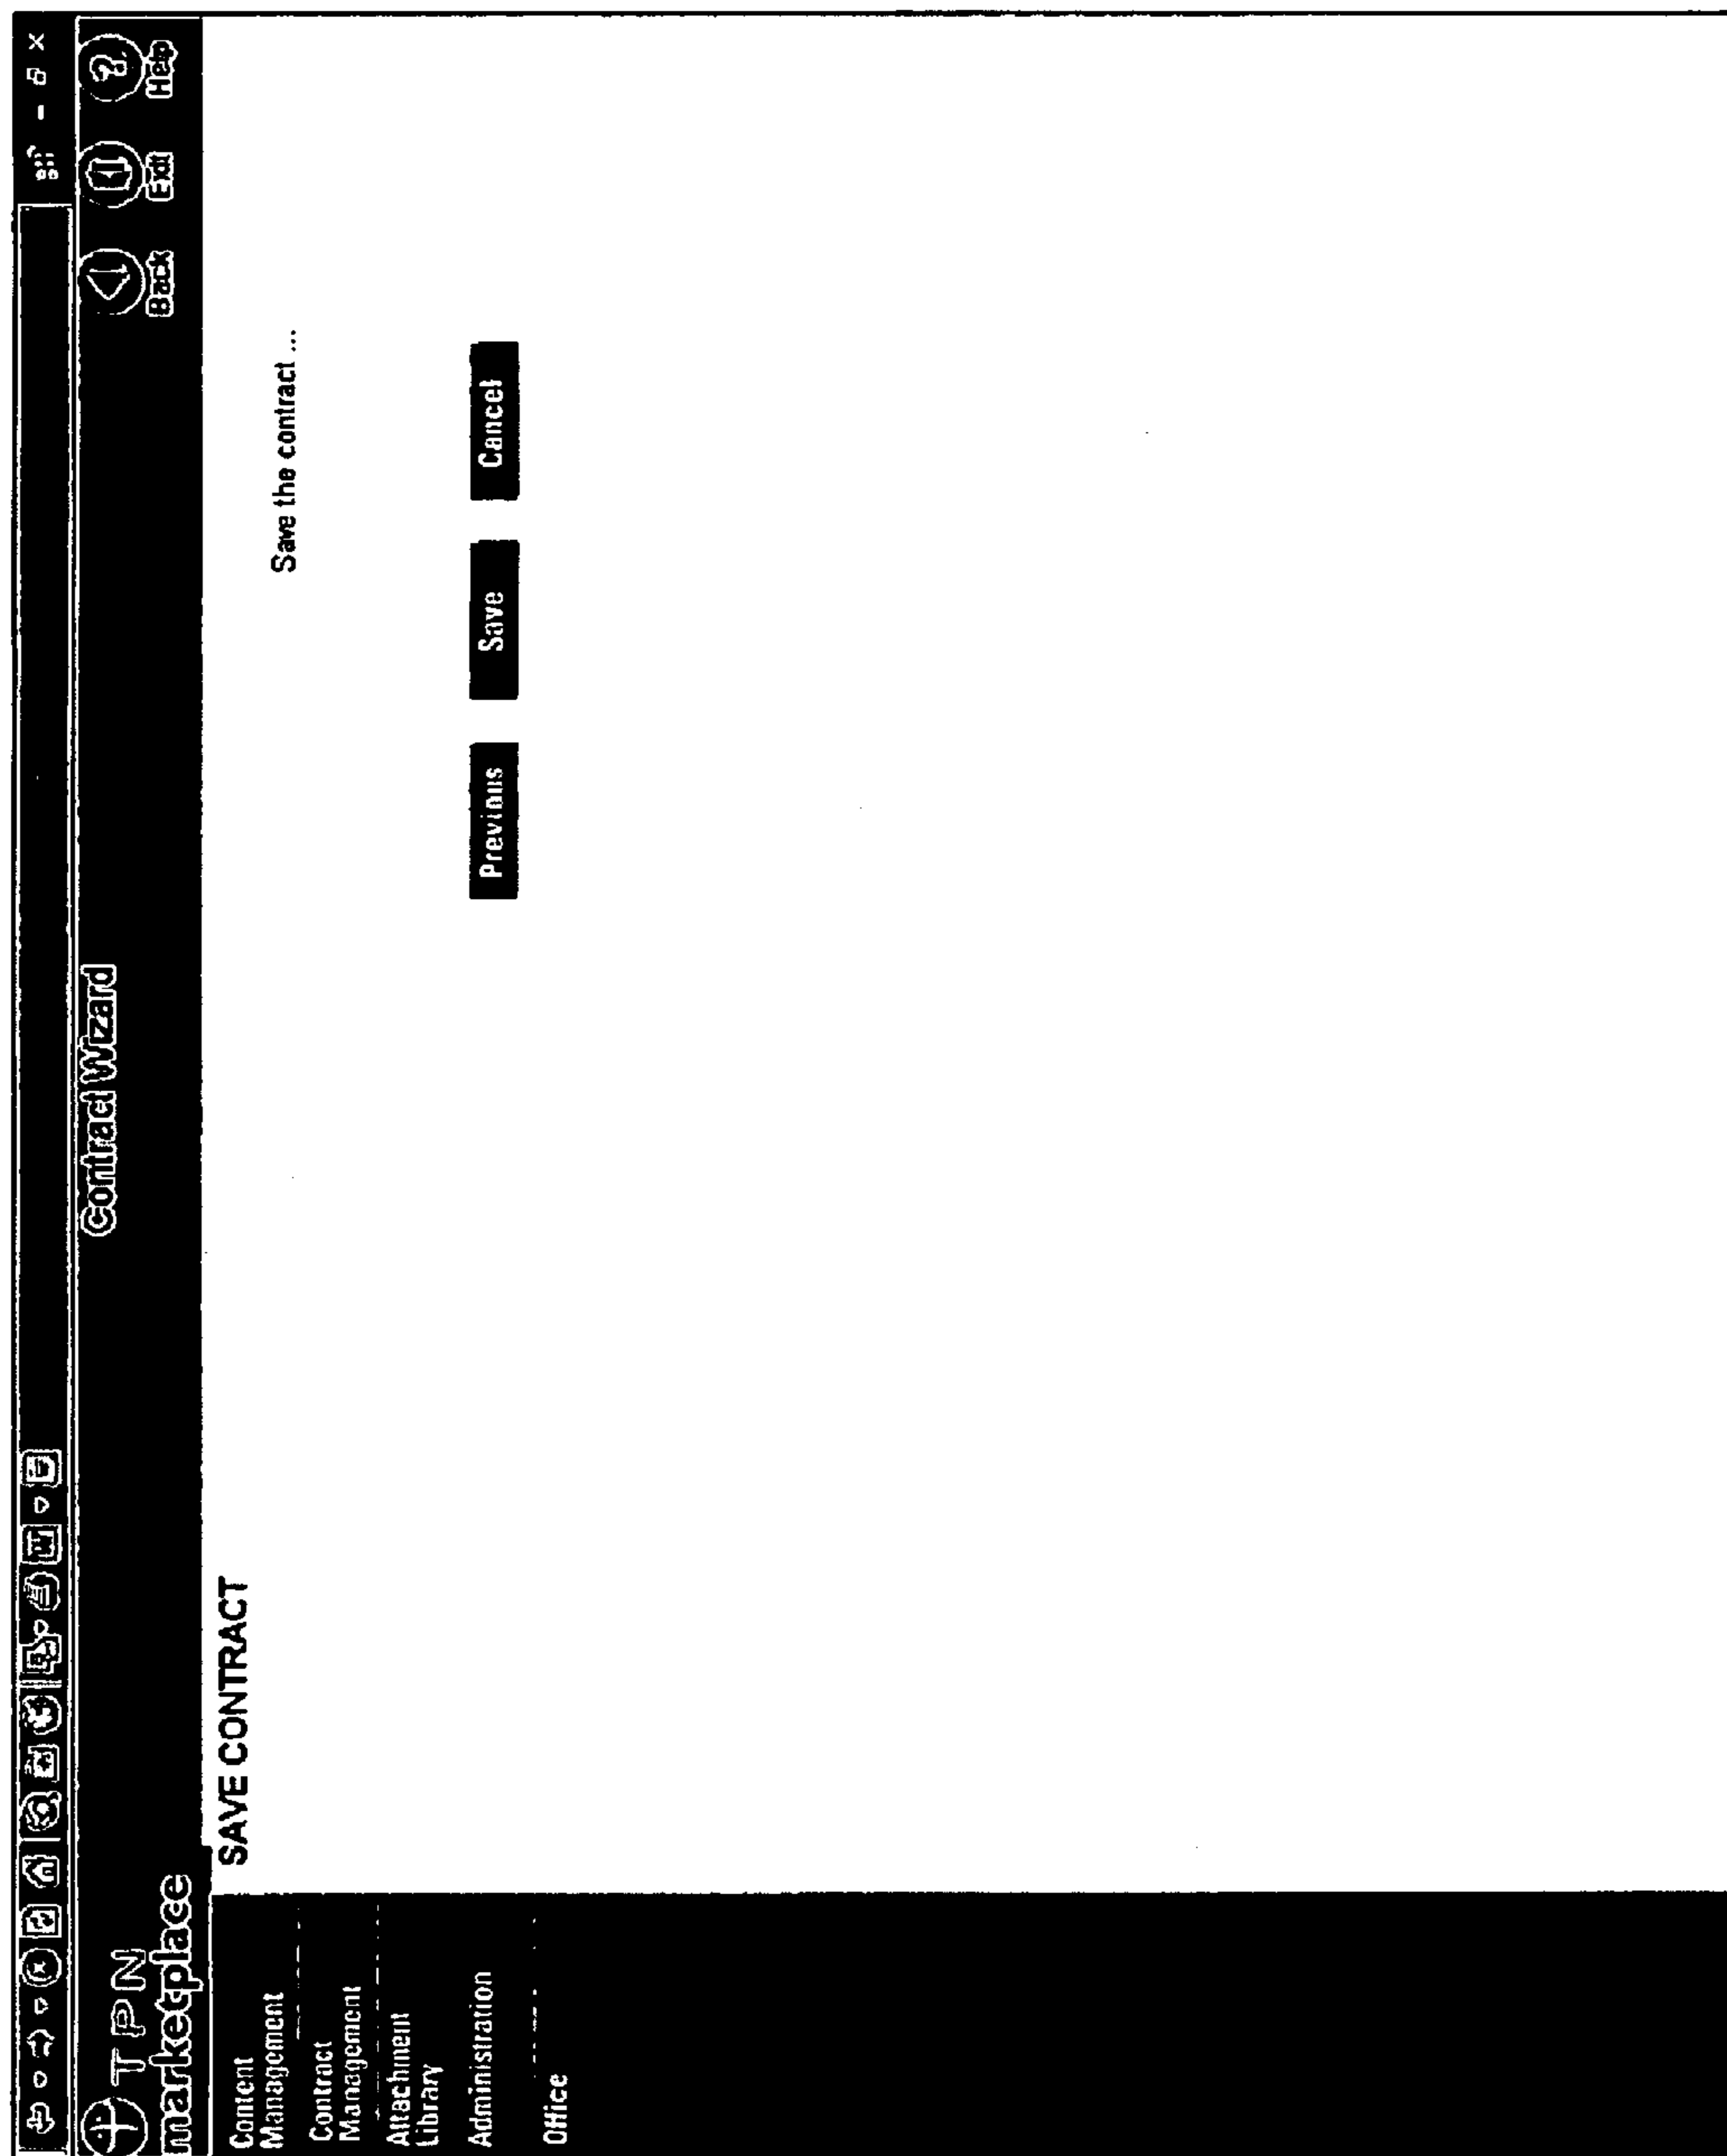 TPN
marketplace
Contract Wizard
Back
Exit
Help
Content
Management
Contract
Management
Attachment
Library
Administration
Office
SAVE CONTRACT
Save the contract ...
Previous
Save
Cancel